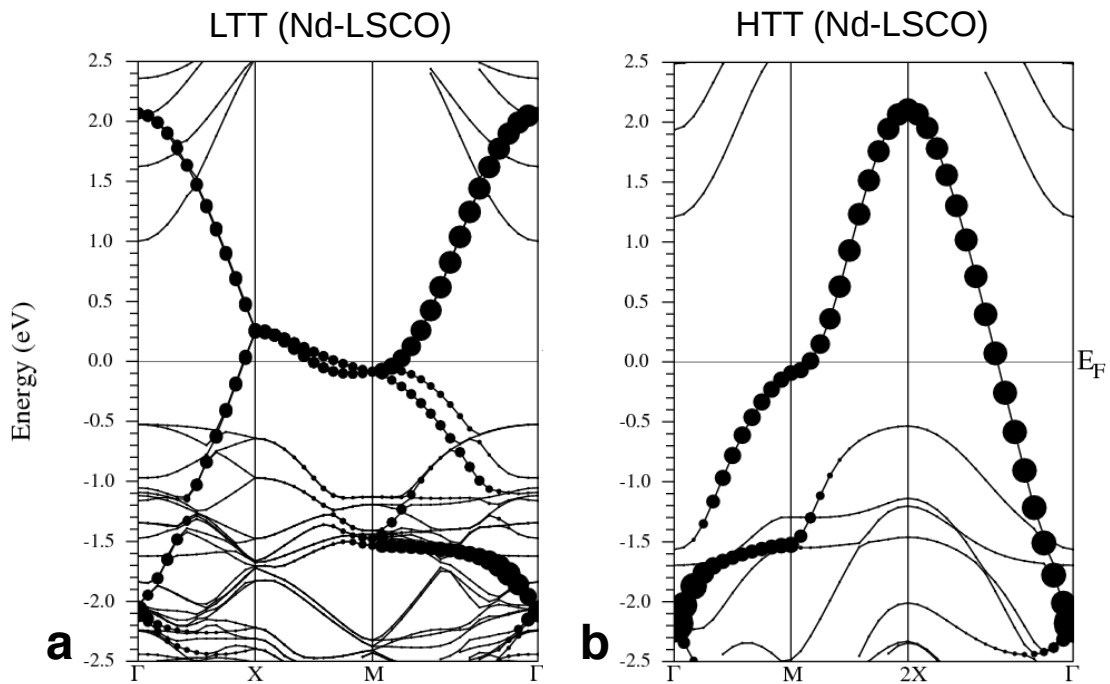 LTT (Nd-LSCO)
HTT (Nd-LSCO)
Energy (eV)
2.5
2.0
1.5
1.0
0.5
0.0
-0.5
-1.0
-1.5
-2.0
-2.5
a
Γ X M Γ
2.5
2.0
1.5
1.0
0.5
0.0
-0.5
-1.0
-1.5
-2.0
-2.5
b
Γ M 2X Γ
E_F